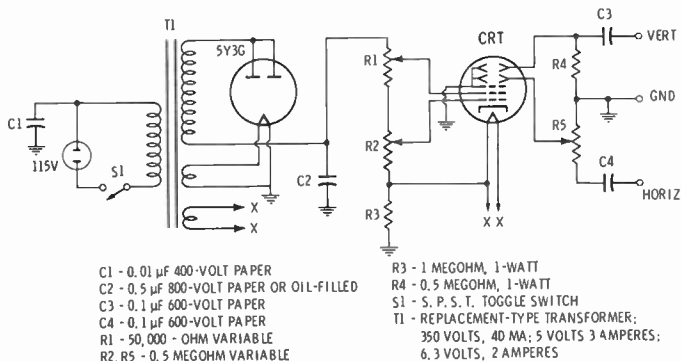 T1
5Y3G
CRT
C3
VERT
R1
R4
C1
GND
R5
115V
S1
R2
C2
C4
X
X
R3
X X
HORIZ
C1 - 0.01 µF 400-VOLT PAPER
C2 - 0.5 µF 800-VOLT PAPER OR OIL-FILLED
C3 - 0.1 µF 600-VOLT PAPER
C4 - 0.1 µF 600-VOLT PAPER
R1 - 50,000 - OHM VARIABLE
R2, R5 - 0.5 MEGOHM VARIABLE
R3 - 1 MEGOHM, 1-WATT
R4 - 0.5 MEGOHM, 1-WATT
S1 - S.P.S.T. TOGGLE SWITCH
T1 - REPLACEMENT-TYPE TRANSFORMER;
350 VOLTS, 40 MA; 5 VOLTS 3 AMPERES;
6.3 VOLTS, 2 AMPERES